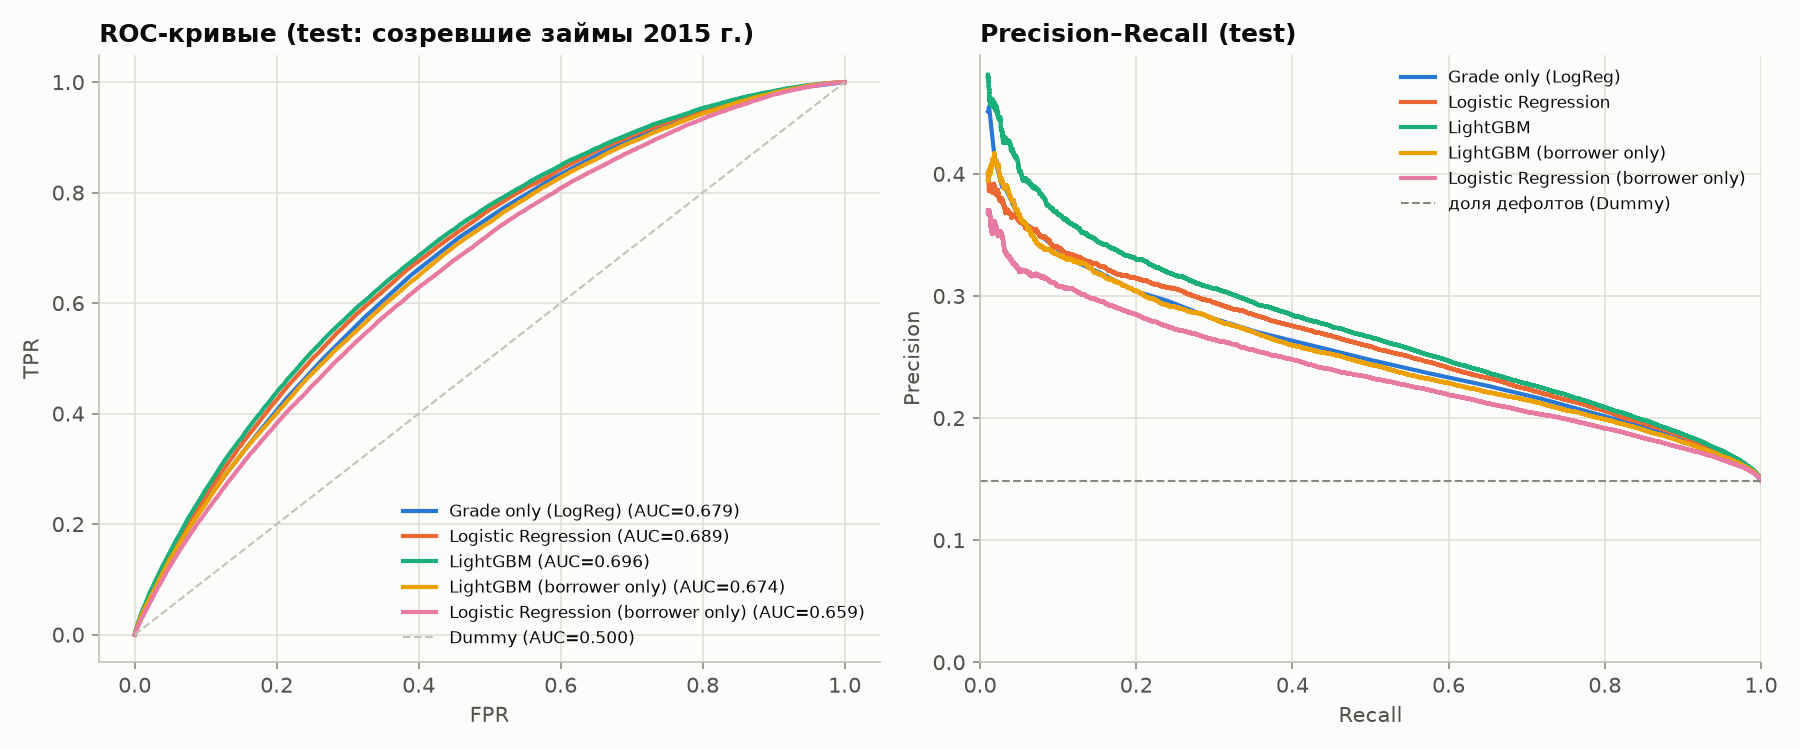 ROC-кривые (test: созревшие займы 2015 г.)
TPR
1.0
0.8
0.6
0.4
0.2
0.0
Grade only (LogReg) (AUC=0.679)
Logistic Regression (AUC=0.689)
LightGBM (AUC=0.696)
LightGBM (borrower only) (AUC=0.674)
Logistic Regression (borrower only) (AUC=0.659)
Dummy (AUC=0.500)
0.0 0.2 0.4 0.6 0.8 1.0
FPR
Precision–Recall (test)
Precision
Grade only (LogReg)
Logistic Regression
LightGBM
LightGBM (borrower only)
Logistic Regression (borrower only)
доля дефолтов (Dummy)
0.4
0.3
0.2
0.1
0.0
0.0 0.2 0.4 0.6 0.8 1.0
Recall